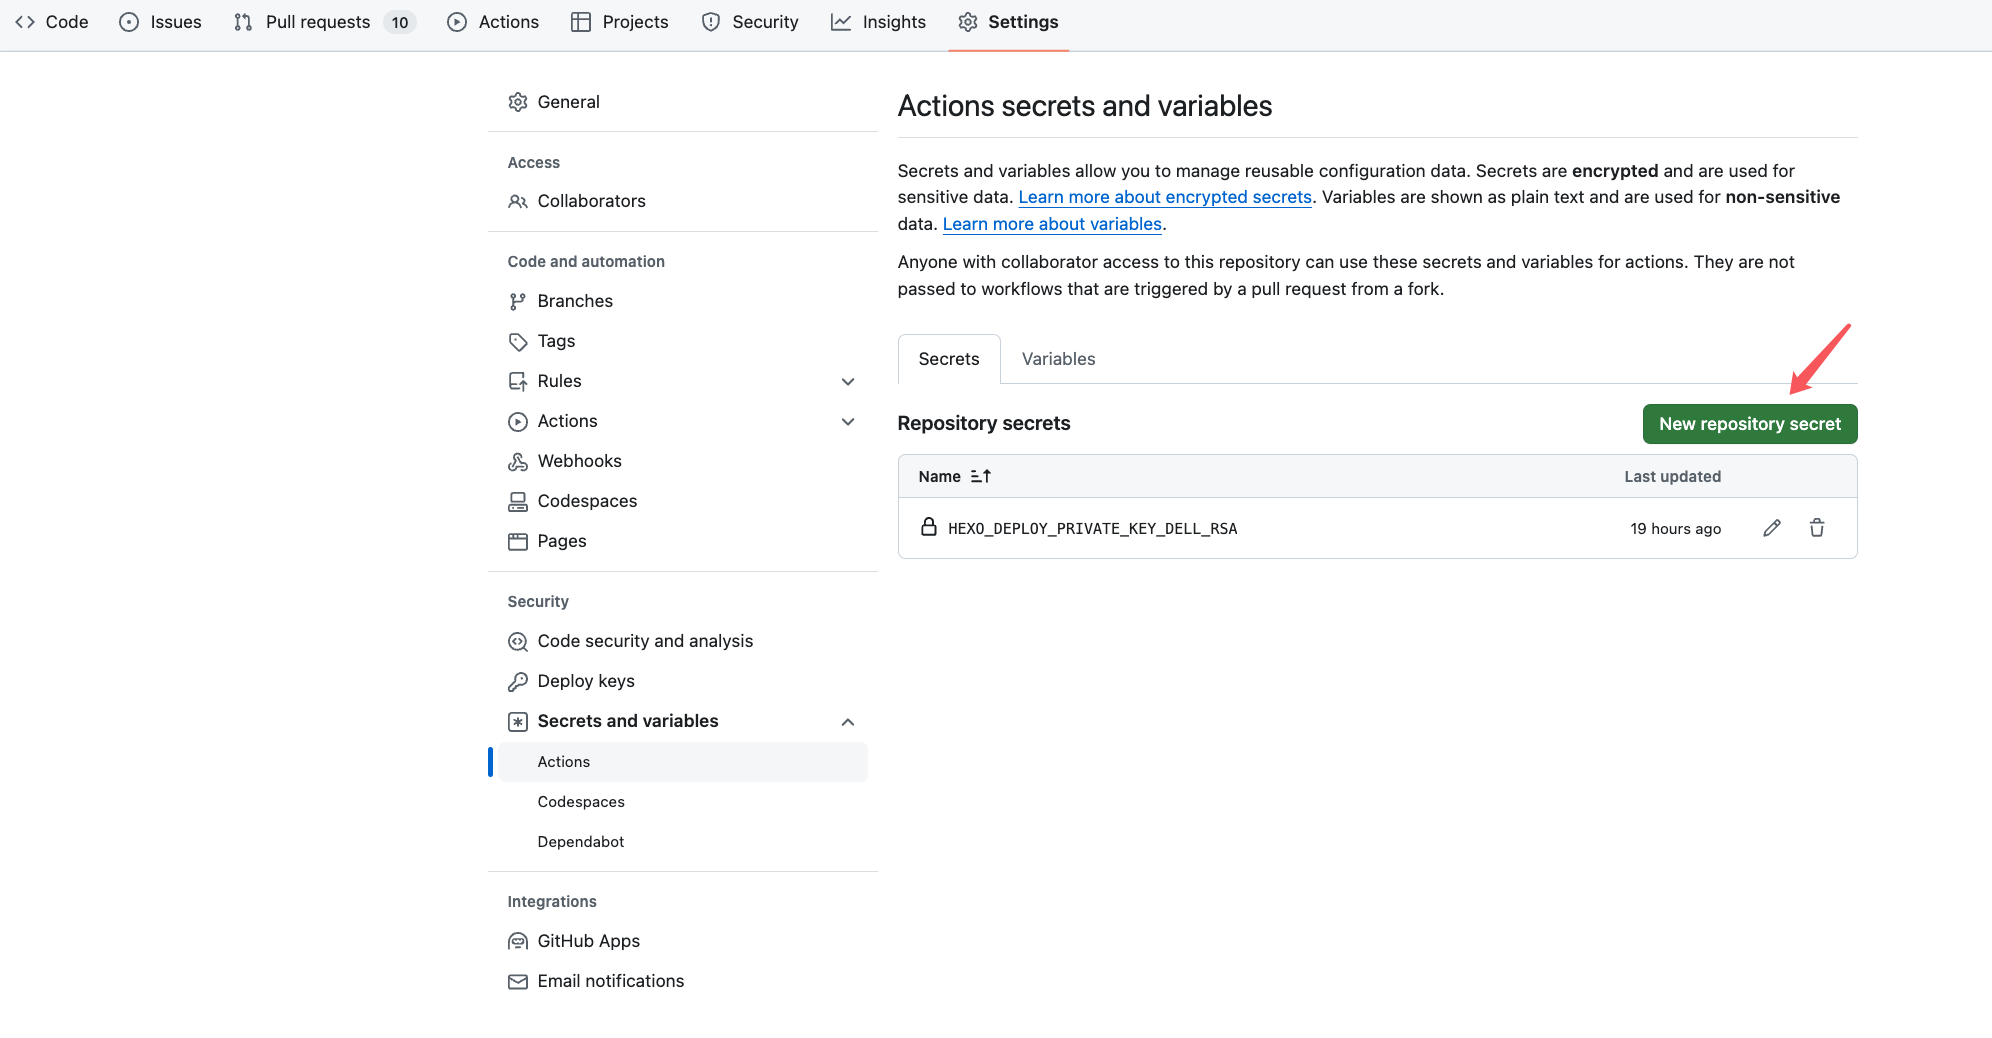 Code Issues Pull requests 10 Actions Projects Security Insights Settings
General
Access
Collaborators
Code and automation
Branches
Tags
Rules
Actions
Webhooks
Codespaces
Pages
Security
Code security and analysis
Deploy keys
Secrets and variables
Actions
Codespaces
Dependabot
Integrations
GitHub Apps
Email notifications
Actions secrets and variables
Secrets and variables allow you to manage reusable configuration data. Secrets are encrypted and are used for
sensitive data. Learn more about encrypted secrets. Variables are shown as plain text and are used for non-sensitive
data. Learn more about variables.
Anyone with collaborator access to this repository can use these secrets and variables for actions. They are not
passed to workflows that are triggered by a pull request from a fork.
Secrets Variables
Repository secrets New repository secret
Name Last updated
HEXO_DEPLOY_PRIVATE_KEY_DELL_RSA 19 hours ago